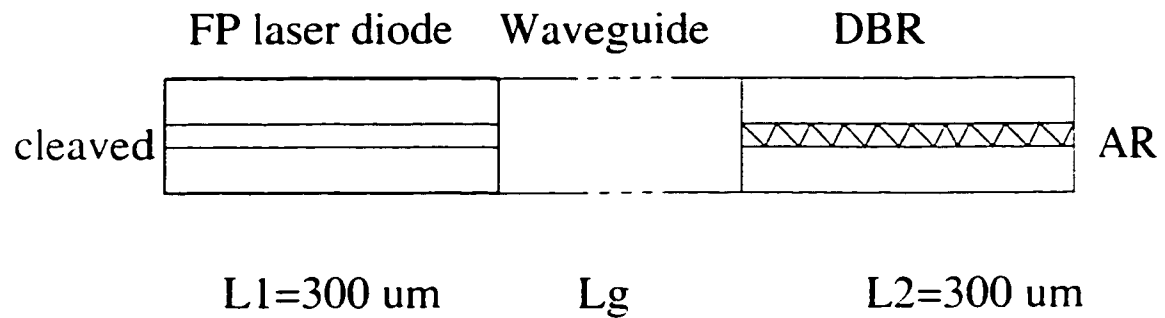 FP laser diode Waveguide DBR
cleaved AR
L1=300 um Lg L2=300 um